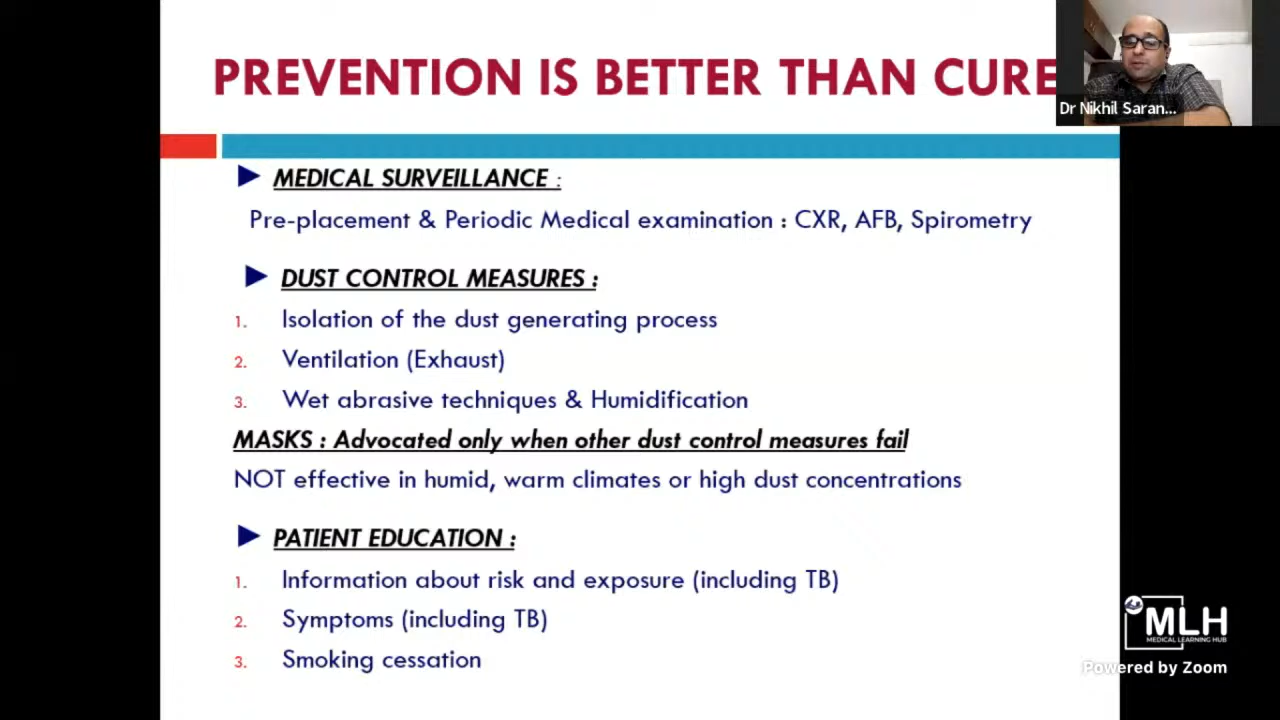 PREVENTION IS BETTER THAN CURE
Dr Nikhil Saran...
MEDICAL SURVEILLANCE :
Pre-placement & Periodic Medical examination : CXR, AFB, Spirometry
DUST CONTROL MEASURES :
1. Isolation of the dust generating process
2. Ventilation (Exhaust)
3. Wet abrasive techniques & Humidification
MASKS : Advocated only when other dust control measures fail
NOT effective in humid, warm climates or high dust concentrations
PATIENT EDUCATION :
1. Information about risk and exposure (including TB)
2. Symptoms (including TB)
3. Smoking cessation
MLH
MEDICAL LEARNING HUB
Powered by Zoom